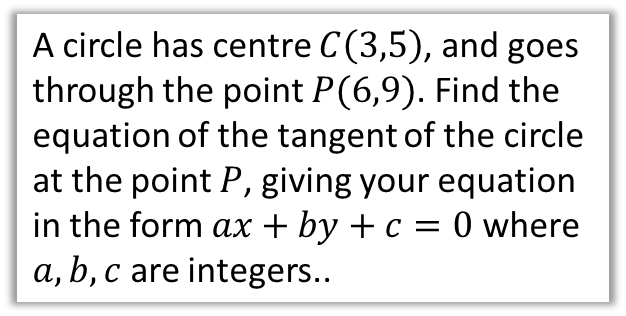 A circle has centre C(3,5), and goes
through the point P(6,9). Find the
equation of the tangent of the circle
at the point P, giving your equation
in the form ax + by + c = 0 where
a, b, c are integers..